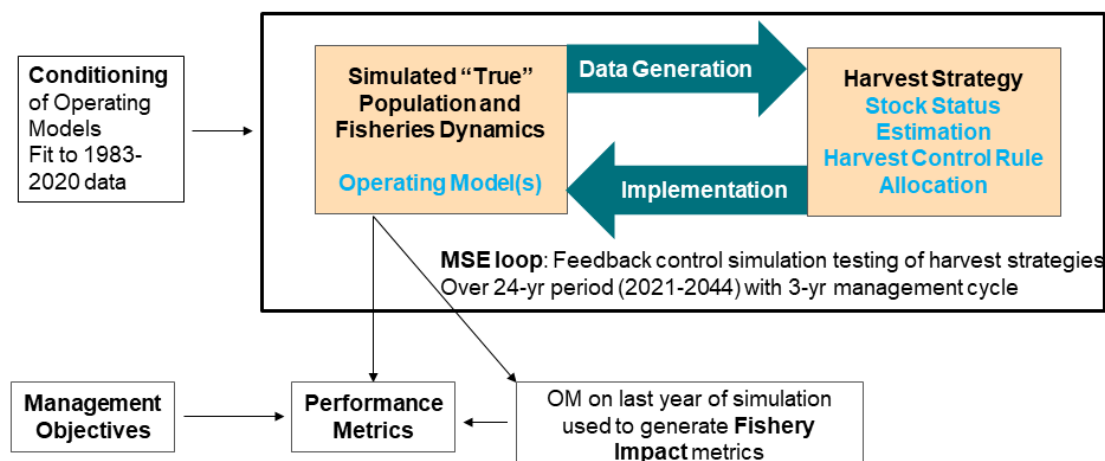 Conditioning
of Operating
Models
Fit to 1983-
2020 data
Simulated “True”
Population and
Fisheries Dynamics
Operating Model(s)
Data Generation
Implementation
Harvest Strategy
Stock Status
Estimation
Harvest Control Rule
Allocation
MSE loop: Feedback control simulation testing of harvest strategies
Over 24-yr period (2021-2044) with 3-yr management cycle
Management
Objectives
Performance
Metrics
OM on last year of simulation
used to generate Fishery
Impact metrics